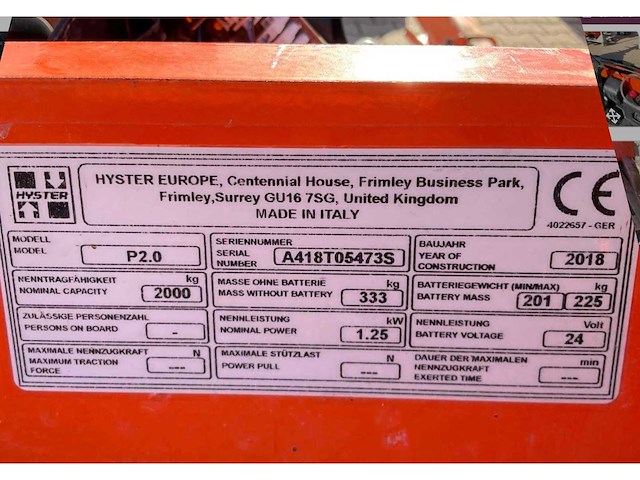 HYSTER
HYSTER EUROPE, Centennial House, Frimley Business Park,
Frimley,Surrey GU16 7SG, United Kingdom
MADE IN ITALY
CE
4022657 - GER
MODELL
MODEL
P2.0
SERIENNUMMER
SERIAL
NUMBER
A418T05473S
BAUJAHR
YEAR OF
CONSTRUCTION
2018
NENNTRAGFÄHIGKEIT
NOMINAL CAPACITY
kg
2000
MASSE OHNE BATTERIE
MASS WITHOUT BATTERY
kg
333
BATTERIEGEWICHT (MIN/MAX)
BATTERY MASS
kg
201 225
ZULÄSSIGE PERSONENZAHL
PERSONS ON BOARD
-
NENNLEISTUNG
NOMINAL POWER
kW
1.25
NENNLEISTUNG
BATTERY VOLTAGE
Volt
24
MAXIMALE NENNZUGKRAFT
MAXIMUM TRACTION
FORCE
N
---
MAXIMALE STÜTZLAST
POWER PULL
N
---
DAUER DER MAXIMALEN
NENNZUGKRAFT
EXERTED TIME
min
---